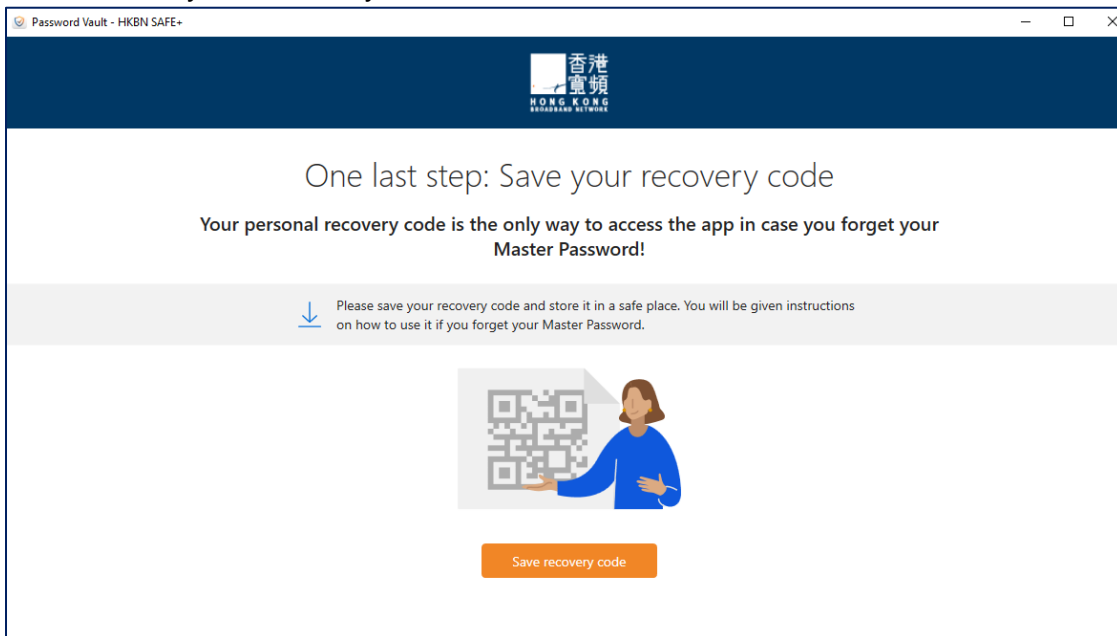 Password Vault - HKBN SAFE+
香港
寬頻
HONG KONG
BROADBAND NETWORK
One last step: Save your recovery code
Your personal recovery code is the only way to access the app in case you forget your
Master Password!
Please save your recovery code and store it in a safe place. You will be given instructions
on how to use it if you forget your Master Password.
Save recovery code